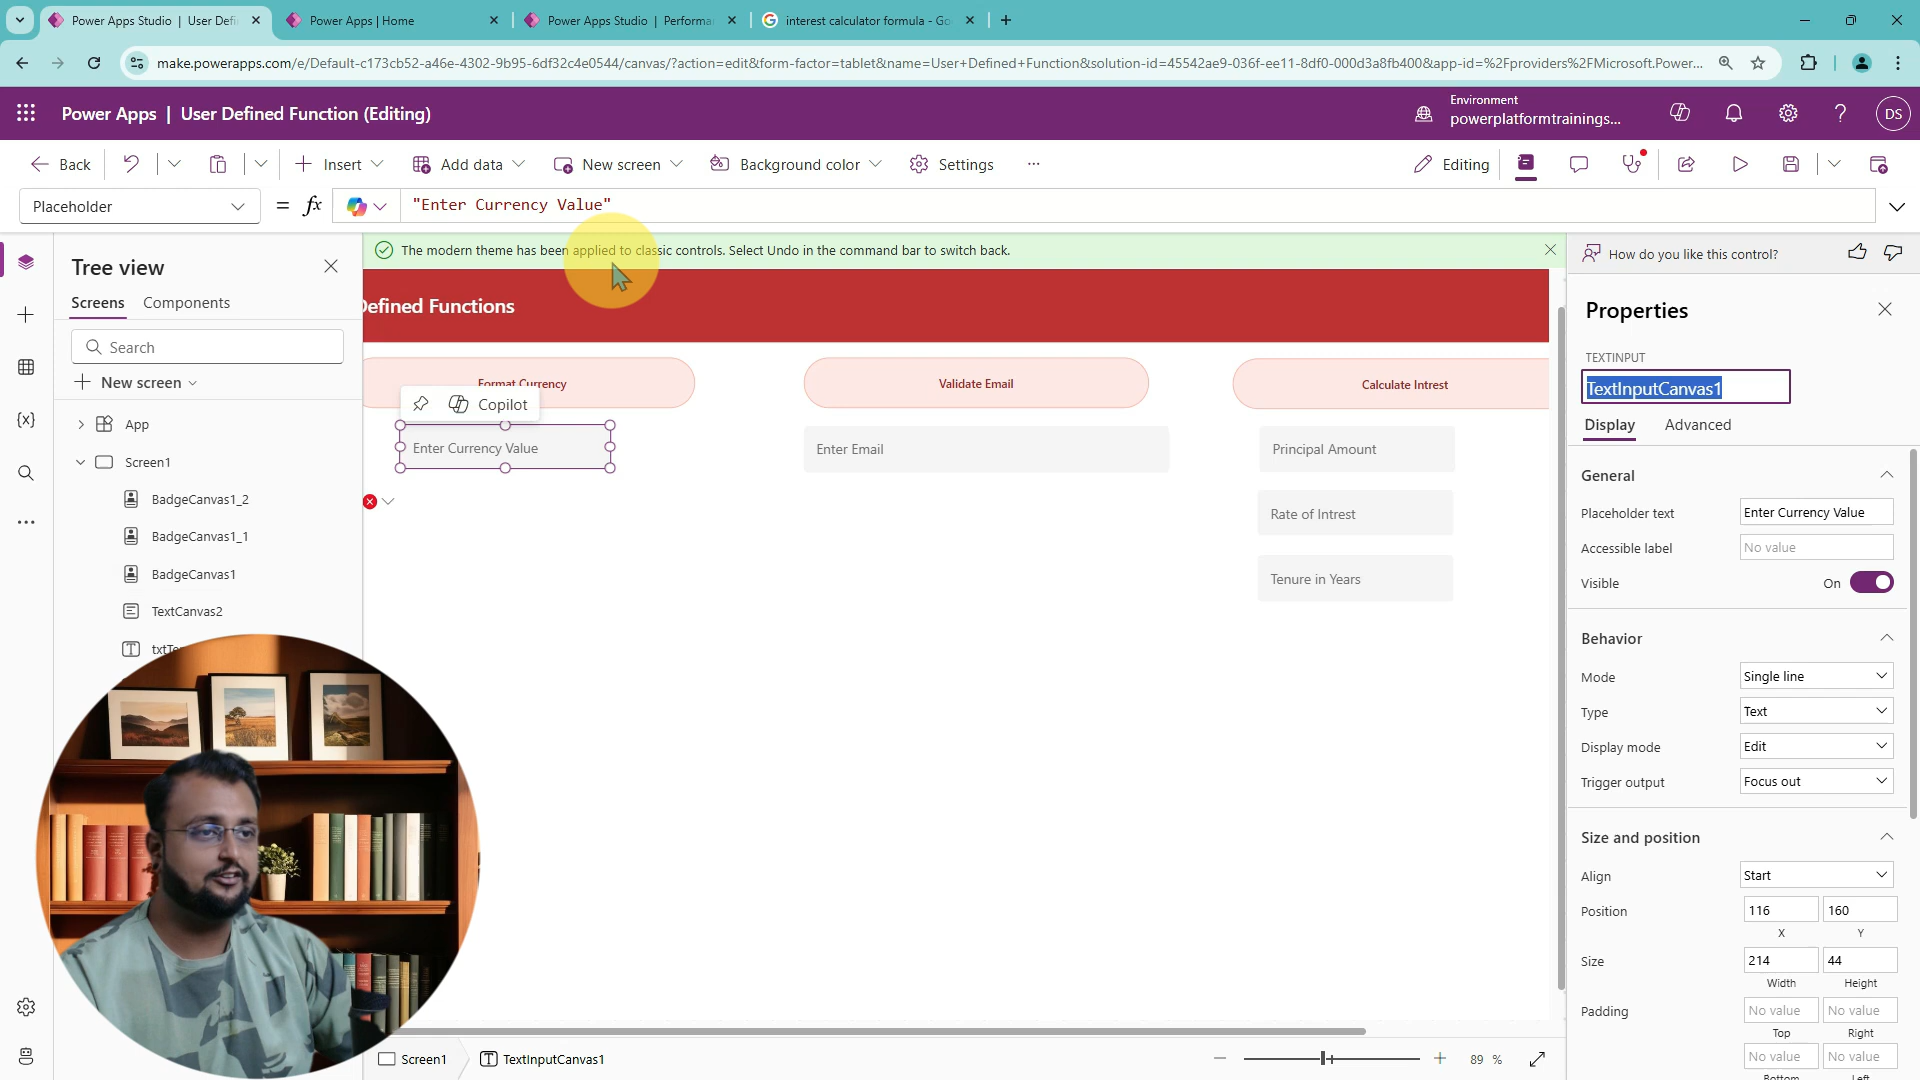 Power Apps Studio | User Defi
Power Apps | Home
Power Apps Studio | Performa
interest calculator formula - Go
make.powerapps.com/e/Default-c173cb52-a46e-4302-9b95-6df32c4e0544/canvas/?action=edit&form-factor=tablet&name=User+Defined+Function&solution-id=45542ae9-036f-ee11-8df0-000d3a8fb400&app-id=%2Fproviders%2FMicrosoft.Power...
Power Apps | User Defined Function (Editing)
Environment
powerplatformtrainings...
DS
Back
Insert
Add data
New screen
Background color
Settings
Editing
Placeholder
= fx
"Enter Currency Value"
The modern theme has been applied to classic controls. Select Undo in the command bar to switch back.
Tree view
Screens
Components
Search
New screen
App
Screen1
BadgeCanvas1_2
BadgeCanvas1_1
BadgeCanvas1
TextCanvas2
Defined Functions
Format Currency
Validate Email
Calculate Intrest
Copilot
Enter Currency Value
Enter Email
Principal Amount
Rate of Intrest
Tenure in Years
Screen1
TextInputCanvas1
89 %
How do you like this control?
Properties
TEXTINPUT
TextInputCanvas1
Display
Advanced
General
Placeholder text
Enter Currency Value
Accessible label
No value
Visible
On
Behavior
Mode
Single line
Type
Text
Display mode
Edit
Trigger output
Focus out
Size and position
Align
Start
Position
116
160
X
Y
Size
214
44
Width
Height
Padding
No value
No value
Top
Right
No value
No value
Bottom
Left